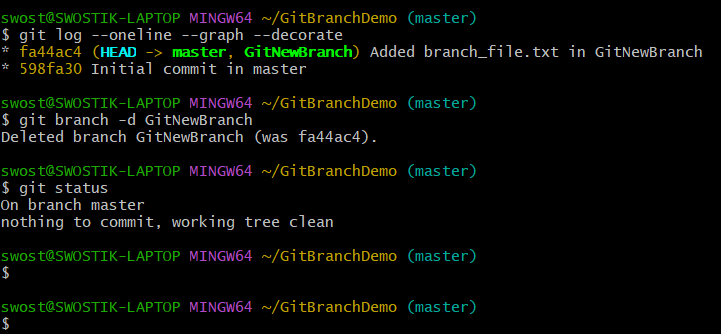 swost@SWOSTIK-LAPTOP MINGW64 ~/GitBranchDemo (master)
$ git log --oneline --graph --decorate
* fa44ac4 (HEAD -> master, GitNewBranch) Added branch_file.txt in GitNewBranch
* 598fa30 Initial commit in master
swost@SWOSTIK-LAPTOP MINGW64 ~/GitBranchDemo (master)
$ git branch -d GitNewBranch
Deleted branch GitNewBranch (was fa44ac4).
swost@SWOSTIK-LAPTOP MINGW64 ~/GitBranchDemo (master)
$ git status
On branch master
nothing to commit, working tree clean
swost@SWOSTIK-LAPTOP MINGW64 ~/GitBranchDemo (master)
$
swost@SWOSTIK-LAPTOP MINGW64 ~/GitBranchDemo (master)
$